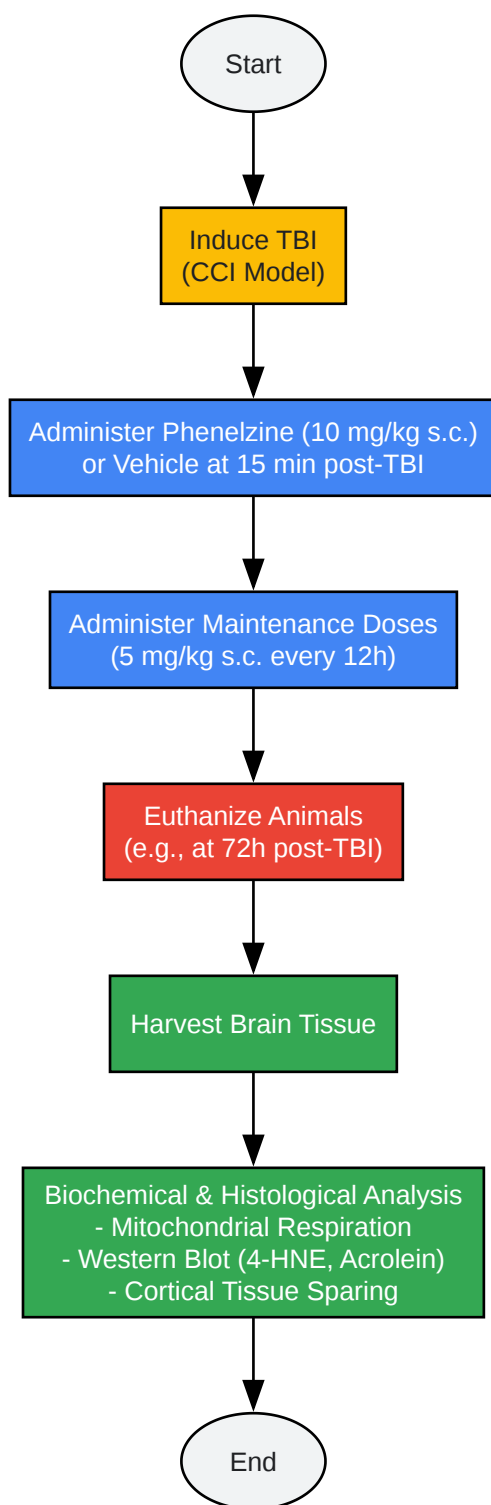 Start
Induce TBI
(CCI Model)
Administer Phenelzine (10 mg/kg s.c.)
or Vehicle at 15 min post-TBI
Administer Maintenance Doses
(5 mg/kg s.c. every 12h)
Euthanize Animals
(e.g., at 72h post-TBI)
Harvest Brain Tissue
Biochemical & Histological Analysis
- Mitochondrial Respiration
- Western Blot (4-HNE, Acrolein)
- Cortical Tissue Sparing
End